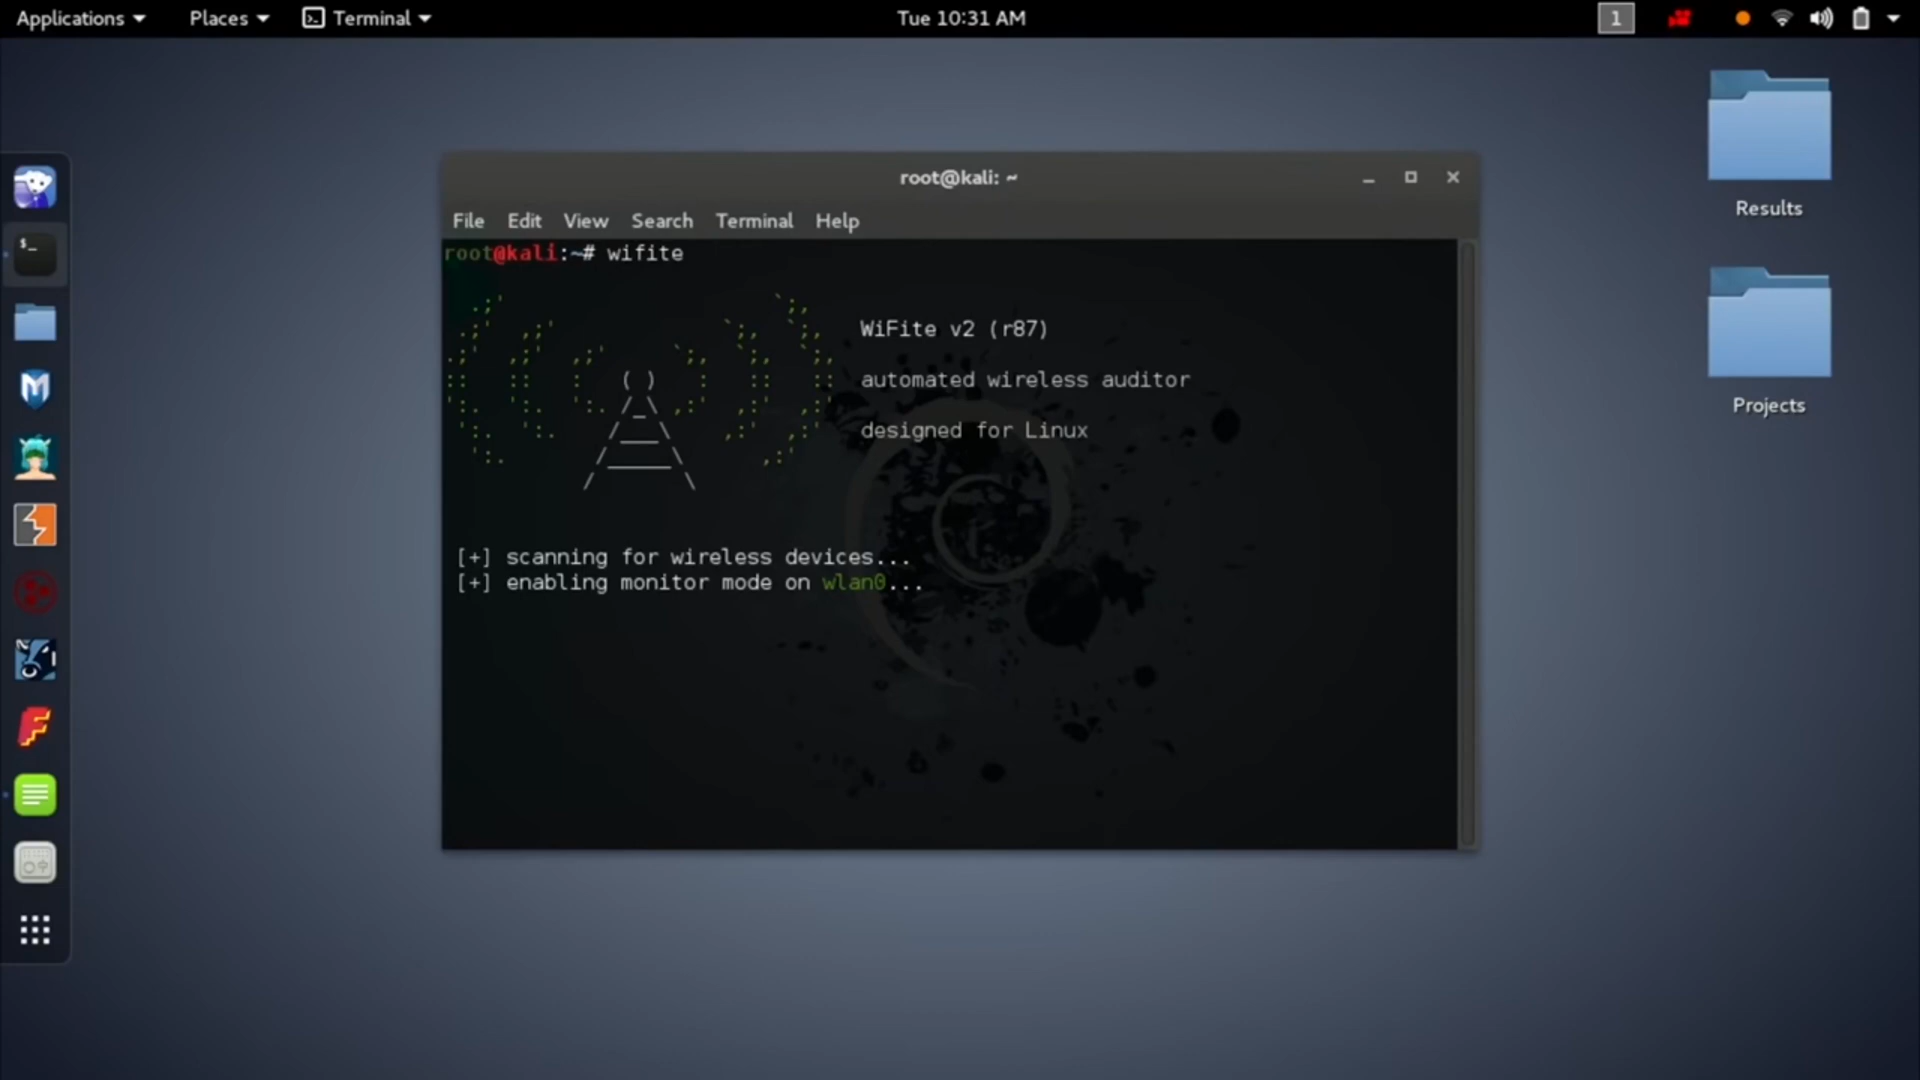 Applications Places Terminal Tue 10:31 AM 1
Results
Projects
root@kali: ~
File Edit View Search Terminal Help
root@kali:~# wifite
WiFite v2 (r87)
automated wireless auditor
designed for Linux
[+] scanning for wireless devices...
[+] enabling monitor mode on wlan0...